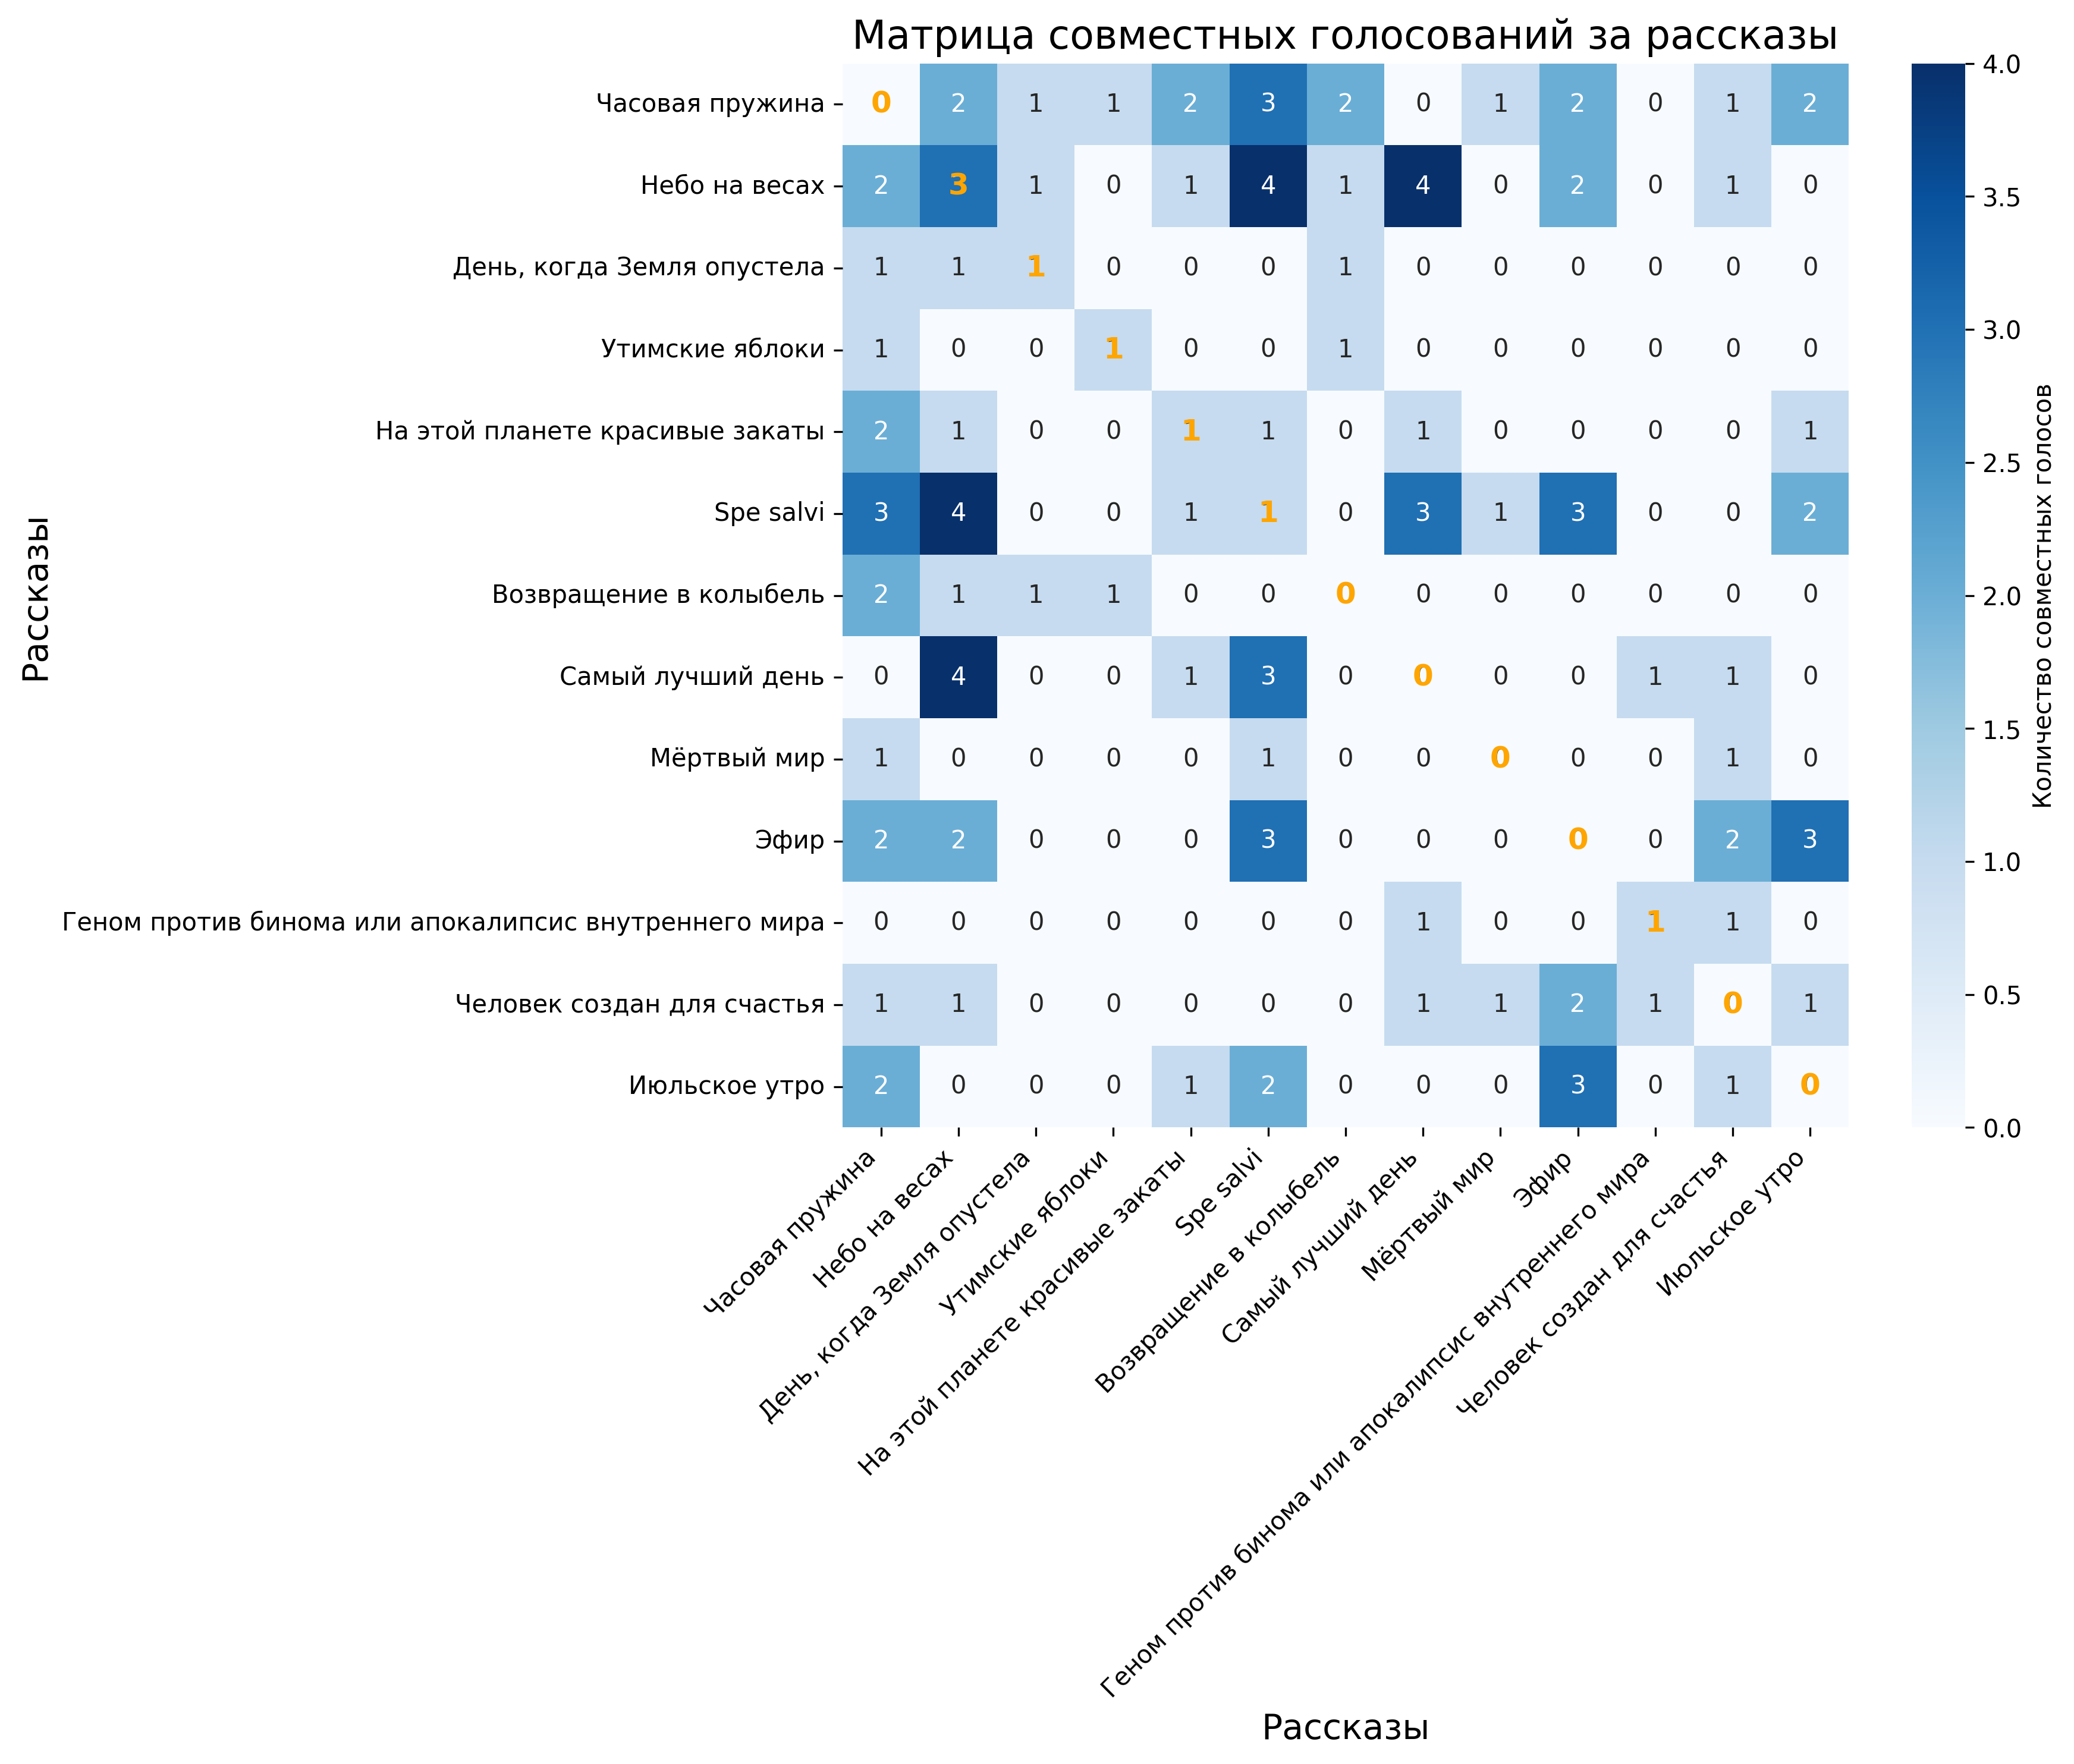 Матрица совместных голосований за рассказы
Часовая пружина 0 2 1 1 2 3 2 0 1 2 0 1 2
Небо на весах 2 3 1 0 1 4 1 4 0 2 0 1 0
День, когда Земля опустела 1 1 1 0 0 0 1 0 0 0 0 0 0
Утимские яблоки 1 0 0 1 0 0 1 0 0 0 0 0 0
На этой планете красивые закаты 2 1 0 0 1 1 0 1 0 0 0 0 1
Spe salvi 3 4 0 0 1 1 0 3 1 3 0 0 2
Возвращение в колыбель 2 1 1 1 0 0 0 0 0 0 0 0 0
Самый лучший день 0 4 0 0 1 3 0 0 0 0 1 1 0
Мёртвый мир 1 0 0 0 0 1 0 0 0 0 0 1 0
Эфир 2 2 0 0 0 3 0 0 0 0 0 2 3
Геном против бинома или апокалипсис внутреннего мира 0 0 0 0 0 0 0 1 0 0 1 1 0
Человек создан для счастья 1 1 0 0 0 0 0 1 1 2 1 0 1
Июльское утро 2 0 0 0 1 2 0 0 0 3 0 1 0
Рассказы
Часовая пружина
Небо на весах
День, когда Земля опустела
Утимские яблоки
На этой планете красивые закаты
Spe salvi
Возвращение в колыбель
Самый лучший день
Мёртвый мир
Эфир
Геном против бинома или апокалипсис внутреннего мира
Человек создан для счастья
Июльское утро
Рассказы
4.0
3.5
3.0
2.5
2.0
1.5
1.0
0.5
0.0
Количество совместных голосов